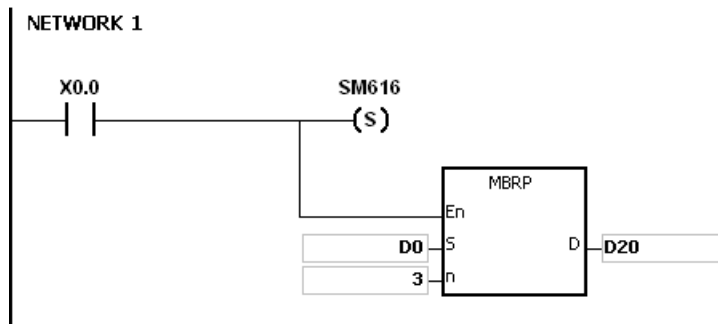 NETWORK 1
X0.0
SM616
S
MBRP
En
D0 S D D20
3 n